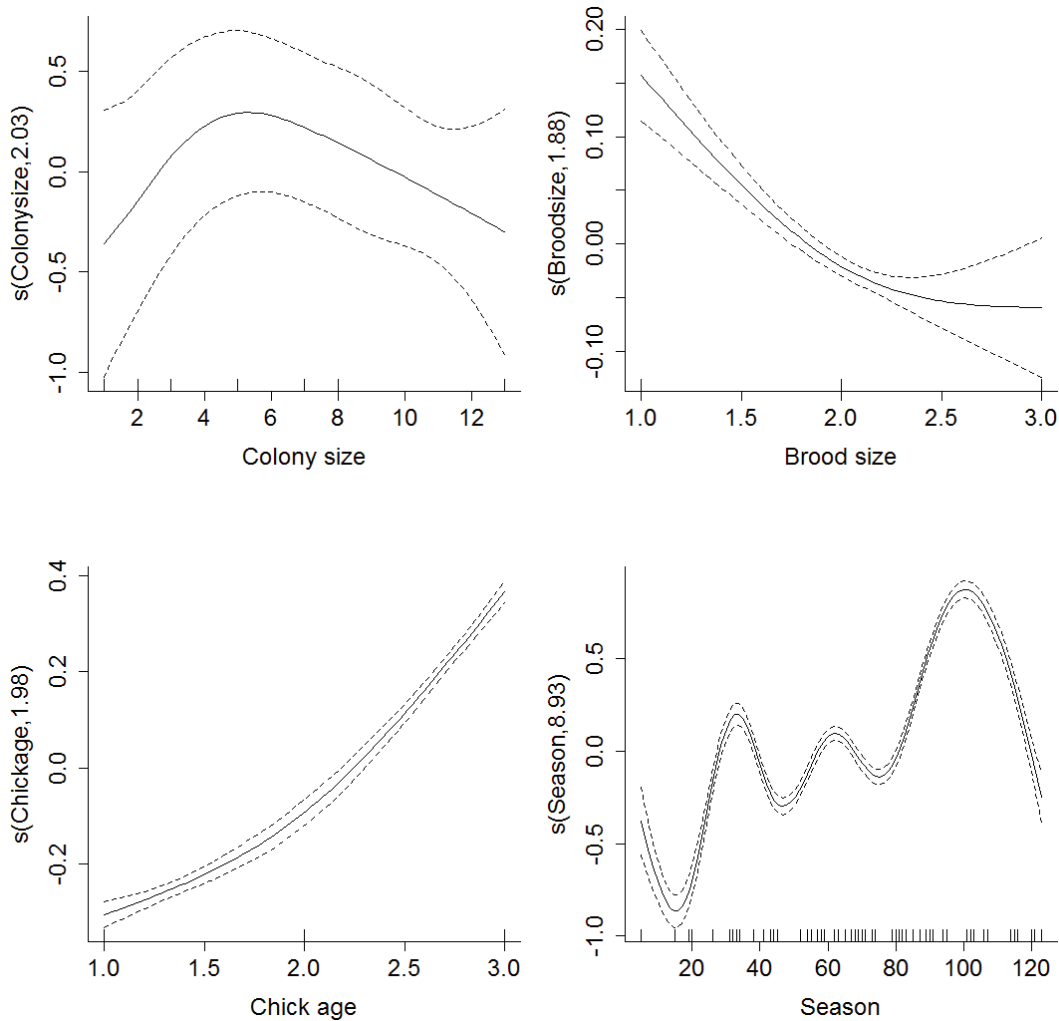 s(Colonysize,2.03)
0.5
0.0
-0.5
-1.0
2 4 6 8 10 12
Colony size
s(Broodsize,1.88)
0.20
0.10
0.00
-0.10
1.0 1.5 2.0 2.5 3.0
Brood size
s(Chickage,1.98)
0.4
0.2
0.0
-0.2
1.0 1.5 2.0 2.5 3.0
Chick age
s(Season,8.93)
0.5
0.0
-0.5
-1.0
20 40 60 80 100 120
Season